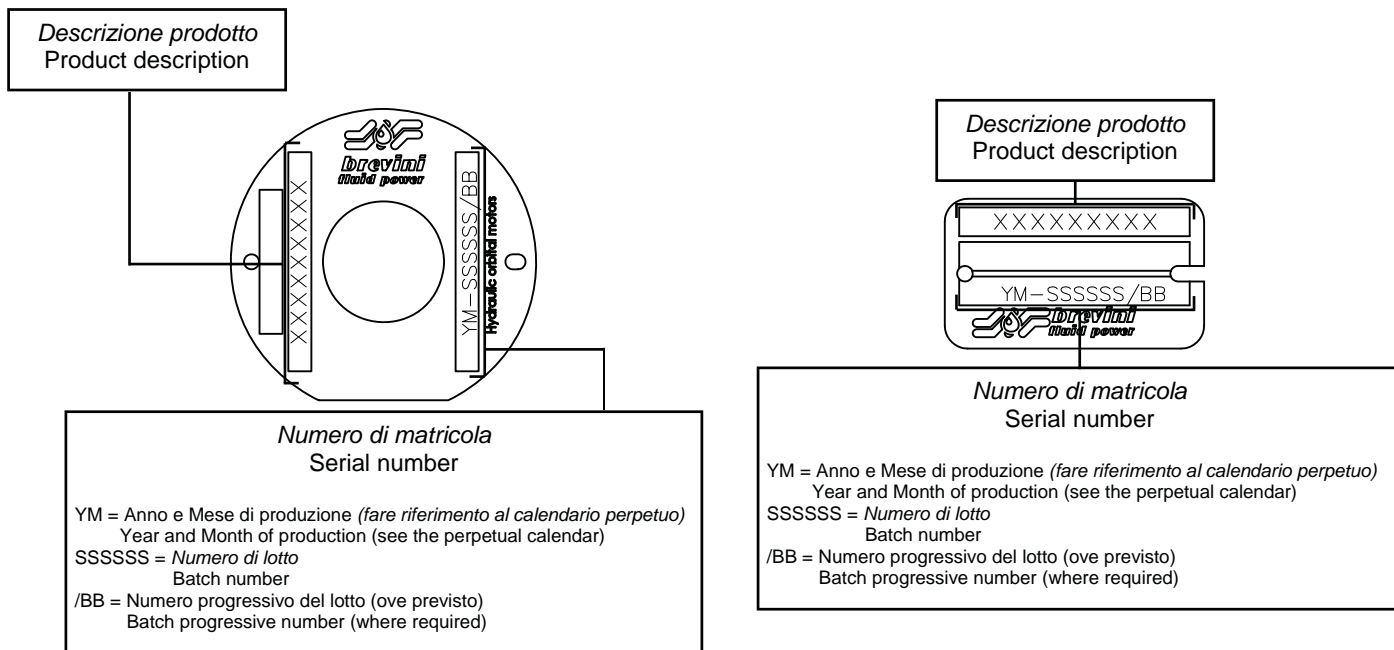 Descrizione prodotto
Product description
brevini
fluid power
XXXXXXXXX
YM-SSSSSS/BB
Hydraulic orbital motors
Numero di matricola
Serial number
YM = Anno e Mese di produzione (fare riferimento al calendario perpetuo)
Year and Month of production (see the perpetual calendar)
SSSSSS = Numero di lotto
Batch number
/BB = Numero progressivo del lotto (ove previsto)
Batch progressive number (where required)
Descrizione prodotto
Product description
XXXXXXXXX
YM-SSSSSS/BB
brevini
fluid power
Numero di matricola
Serial number
YM = Anno e Mese di produzione (fare riferimento al calendario perpetuo)
Year and Month of production (see the perpetual calendar)
SSSSSS = Numero di lotto
Batch number
/BB = Numero progressivo del lotto (ove previsto)
Batch progressive number (where required)